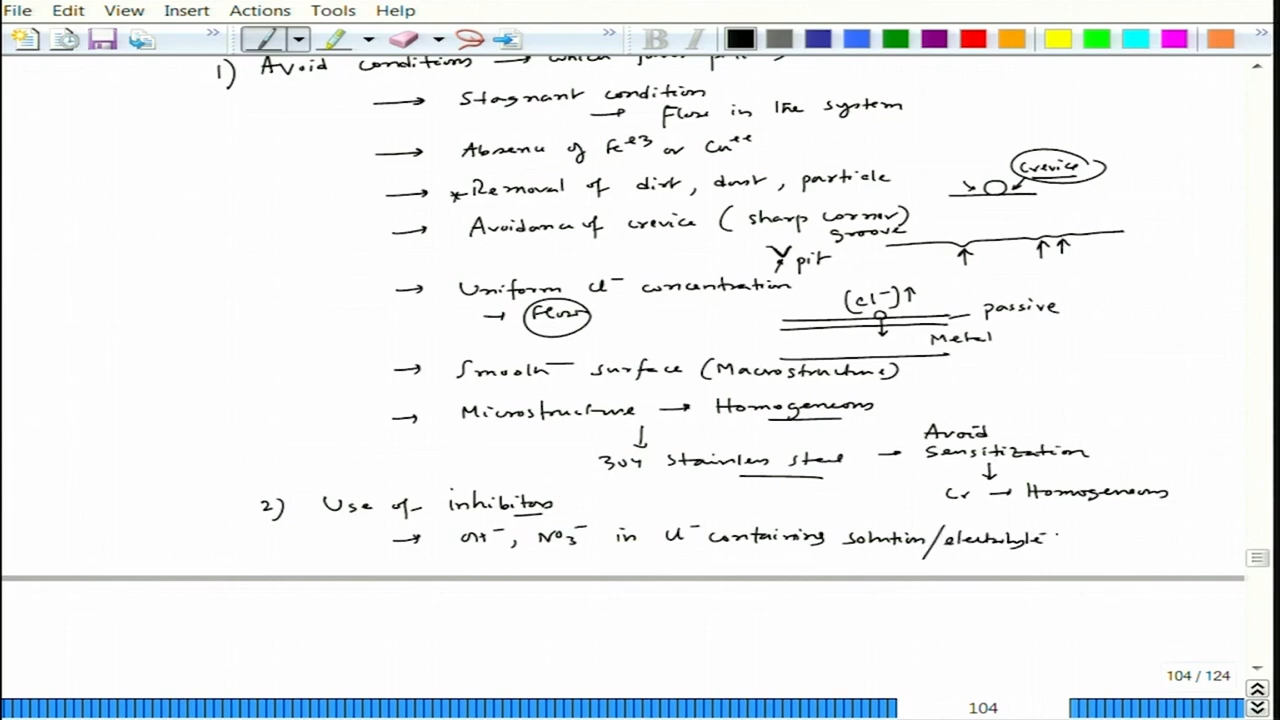 File Edit View Insert Actions Tools Help
1) Avoid conditions → which
→ Stagnant condition
→ Flow in the system
→ Absence of Fe+3 or Cu++
→ *Removal of dirt, dust, particle
crevice
→ Avoidance of crevice (sharp corner)
groove
pit
→ Uniform Cl⁻ concentration
→ Flow
(Cl⁻)↑
passive
Metal
→ Smooth surface (Macrostructure)
→ Microstructure → Homogeneous
↓
304 Stainless steel → Avoid Sensitization
↓
Cr → Homogeneous
2) Use of inhibitors
→ OH⁻, NO3⁻ in Cl⁻ containing solution/electrolyte.
104 / 124
104